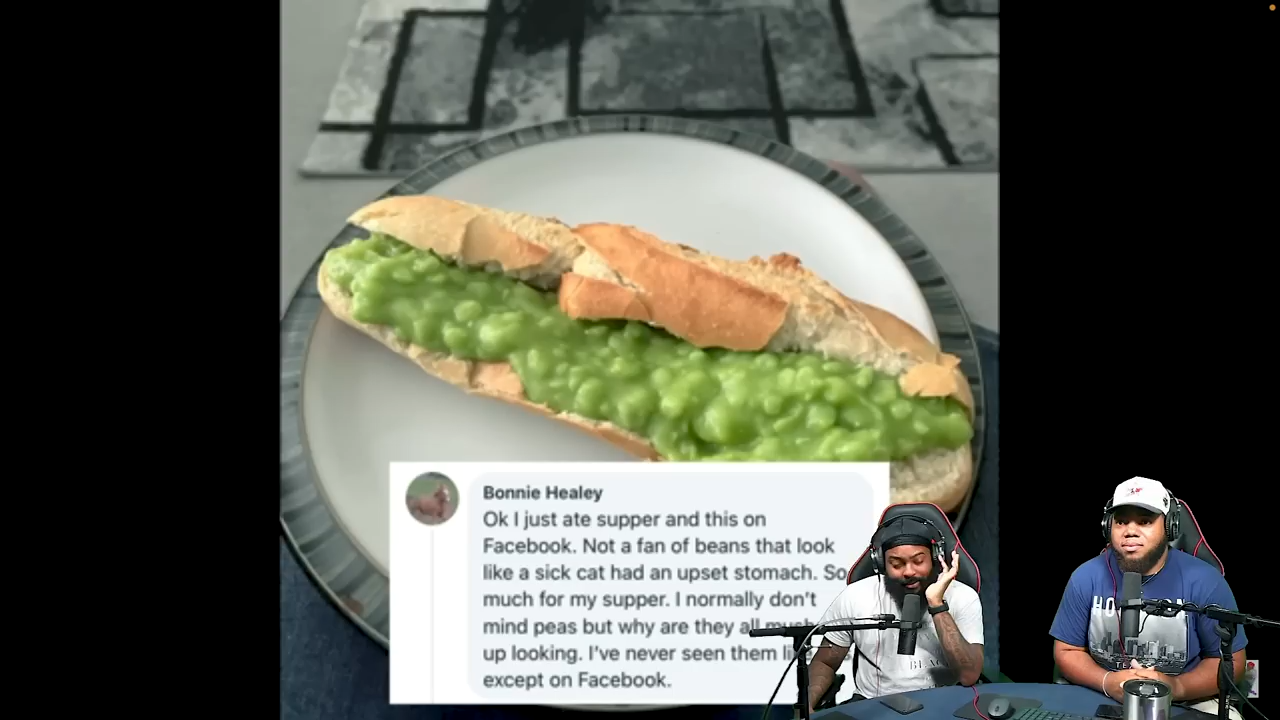 Bonnie Healey
Ok I just ate supper and this on
Facebook. Not a fan of beans that look
like a sick cat had an upset stomach. So
much for my supper. I normally don't
mind peas but why are they all
up looking. I've never seen them
except on Facebook.